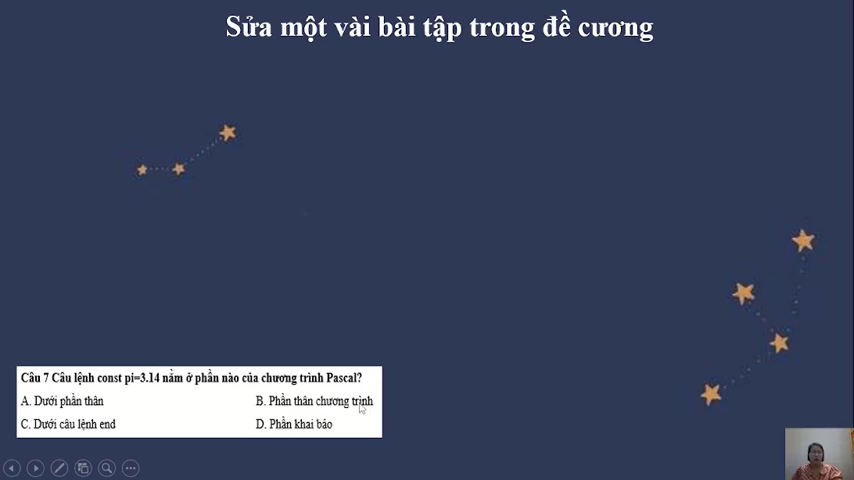 Sửa một vài bài tập trong đề cương
Câu 7 Câu lệnh const pi=3.14 nằm ở phần nào của chương trình Pascal?
A. Dưới phần thân B. Phần thân chương trình
C. Dưới câu lệnh end D. Phần khai báo